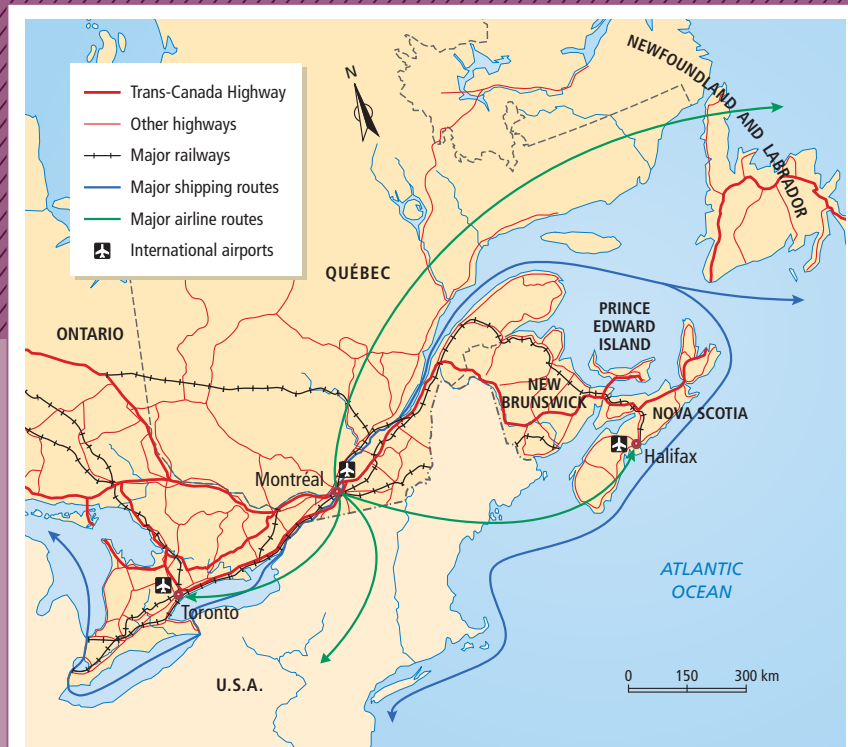 Trans-Canada Highway
Other highways
Major railways
Major shipping routes
Major airline routes
International airports
N
NEWFOUNDLAND AND LABRADOR
QUÉBEC
ONTARIO
PRINCE
EDWARD
ISLAND
NEW
BRUNSWICK
NOVA SCOTIA
Halifax
Montréal
Toronto
ATLANTIC
OCEAN
U.S.A.
0 150 300 km